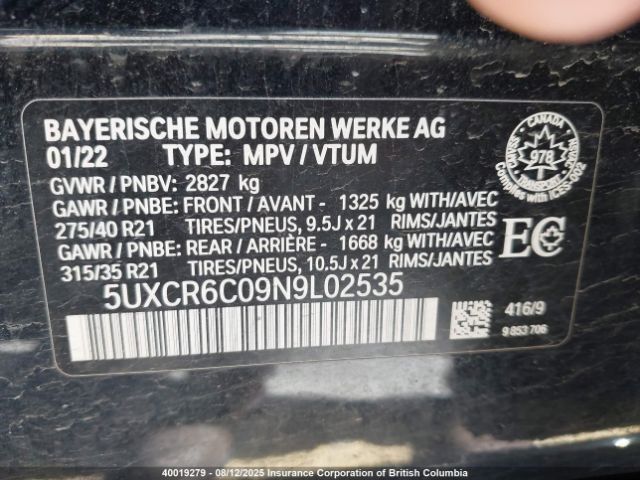 BAYERISCHE MOTOREN WERKE AG
01/22 TYPE: MPV / VTUM
GVWR / PNBV: 2827 kg
GAWR / PNBE: FRONT / AVANT - 1325 kg WITH/AVEC
275/40 R21 TIRES/PNEUS, 9.5J x 21 RIMS/JANTES
GAWR / PNBE: REAR / ARRIÈRE - 1668 kg WITH/AVEC
315/35 R21 TIRES/PNEUS, 10.5J x 21 RIMS/JANTES
5UXCR6C09N9L02535
CANADA
978
TRANSPORT
EC
416/9
9 853 706
40019279 - 08/12/2025 Insurance Corporation of British Columbia